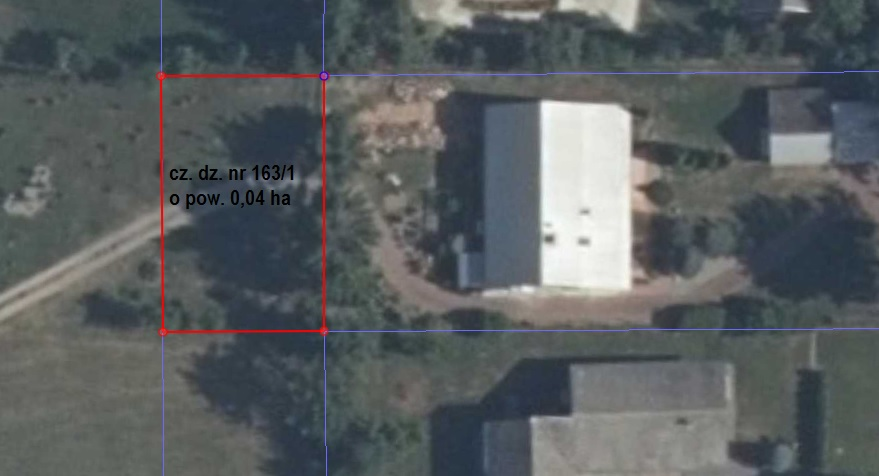 cz. dz. nr 163/1
o pow. 0,04 ha